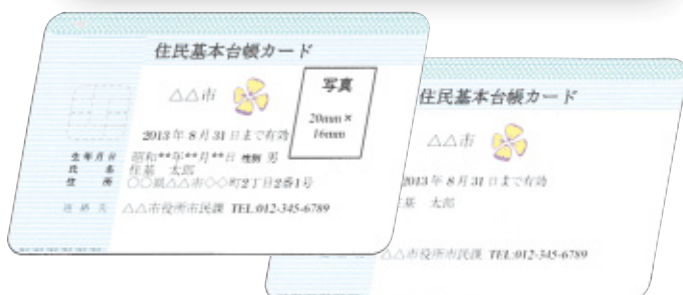 住民基本台帳カード
△△市
写真
20mm×
16mm
2013年8月31日まで有効
生年月日 昭和**年**月**日 性別 男
氏 名 住基 太郎
住 所 ○○県△△市◇◇町2丁目2番1号
連絡先 △△市役所市民課 TEL:012-345-6789
住民基本台帳カード
△△市
2013年8月31日まで有効
住基 太郎
△△市役所市民課 TEL:012-345-6789